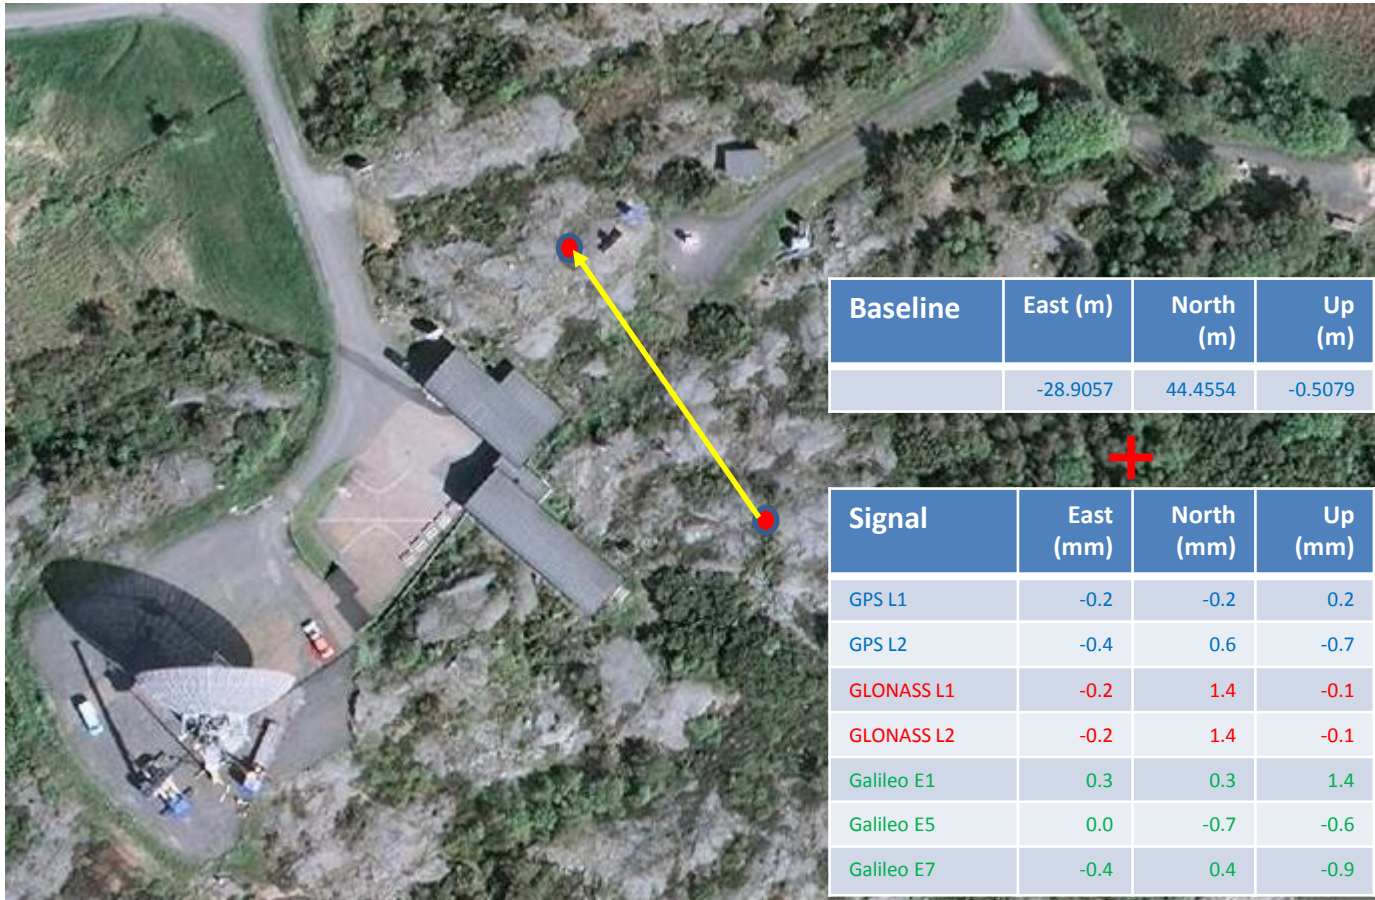 Baseline East (m) North (m) Up (m)
-28.9057 44.4554 -0.5079
+
Signal East (mm) North (mm) Up (mm)
GPS L1 -0.2 -0.2 0.2
GPS L2 -0.4 0.6 -0.7
GLONASS L1 -0.2 1.4 -0.1
GLONASS L2 -0.2 1.4 -0.1
Galileo E1 0.3 0.3 1.4
Galileo E5 0.0 -0.7 -0.6
Galileo E7 -0.4 0.4 -0.9